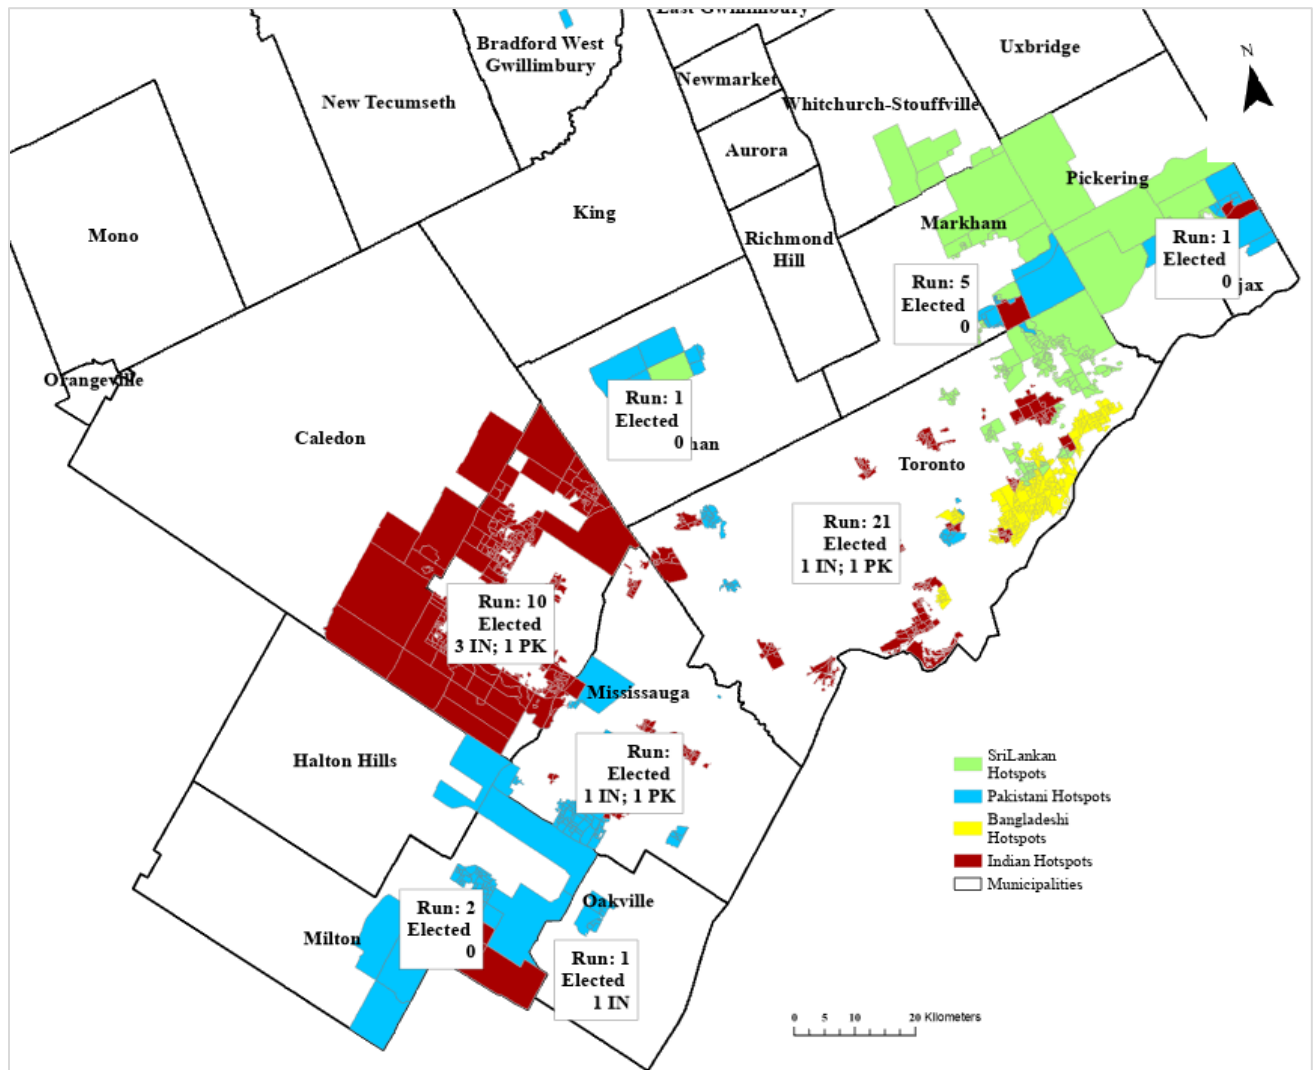 East Gwillimbury
Bradford West
Gwillimbury
Uxbridge
N
New Tecumseth
Newmarket
Whitchurch-Stouffville
Aurora
Pickering
King
Mono
Markham
Richmond
Hill
Run: 1
Elected
0
jax
Run: 5
Elected
0
Orangeville
Run: 1
Elected
0
han
Caledon
Toronto
Run: 21
Elected
1 IN; 1 PK
Run: 10
Elected
3 IN; 1 PK
Mississauga
Halton Hills
Run:
Elected
1 IN; 1 PK
SriLankan
Hotspots
Pakistani Hotspots
Bangladeshi
Hotspots
Indian Hotspots
Municipalities
Oakville
Run: 2
Elected
0
Milton
Run: 1
Elected
1 IN
0 5 10 20 Kilometers